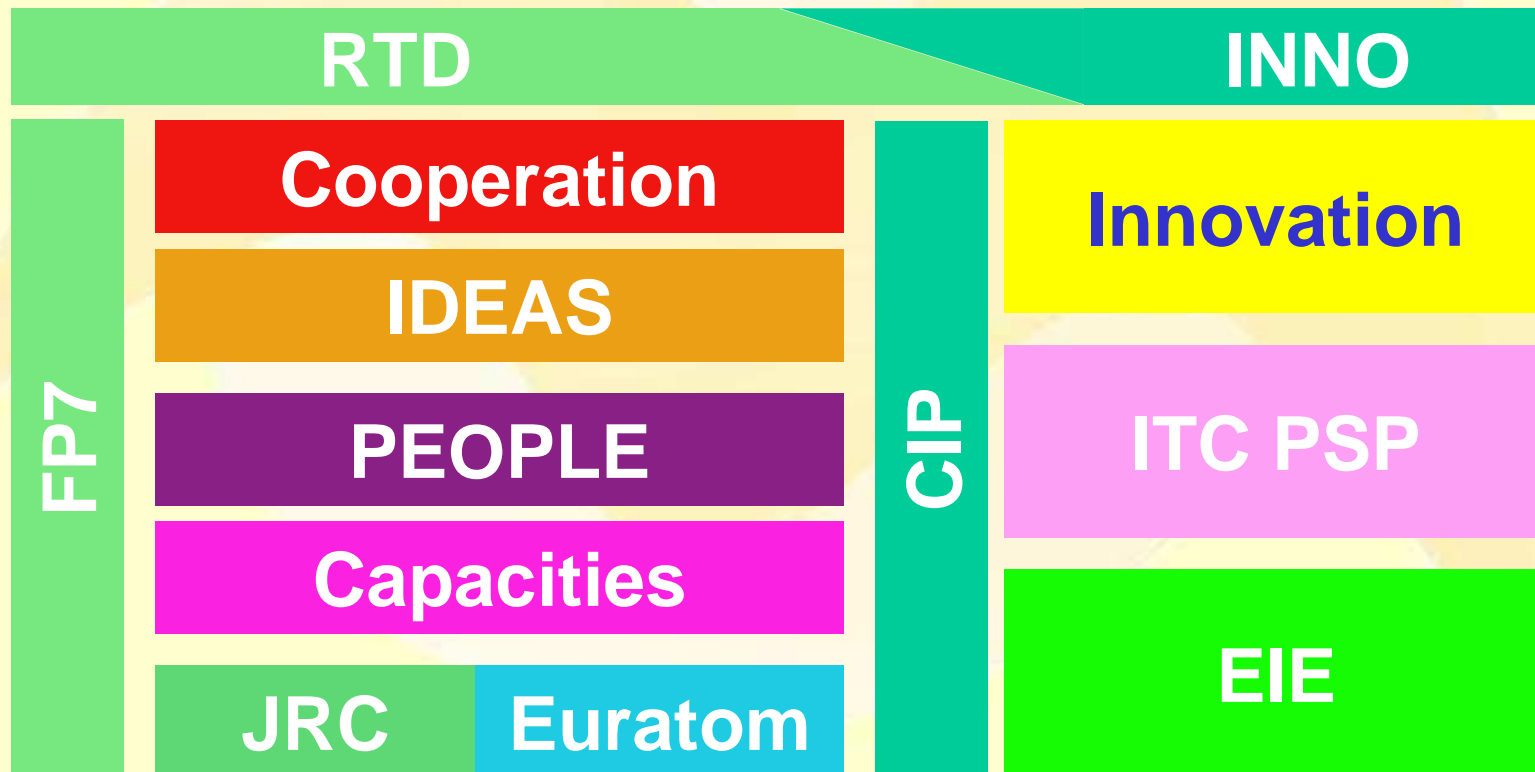 RTD
INNO
FP7
Cooperation
IDEAS
PEOPLE
Capacities
JRC
Euratom
CIP
Innovation
ITC PSP
EIE